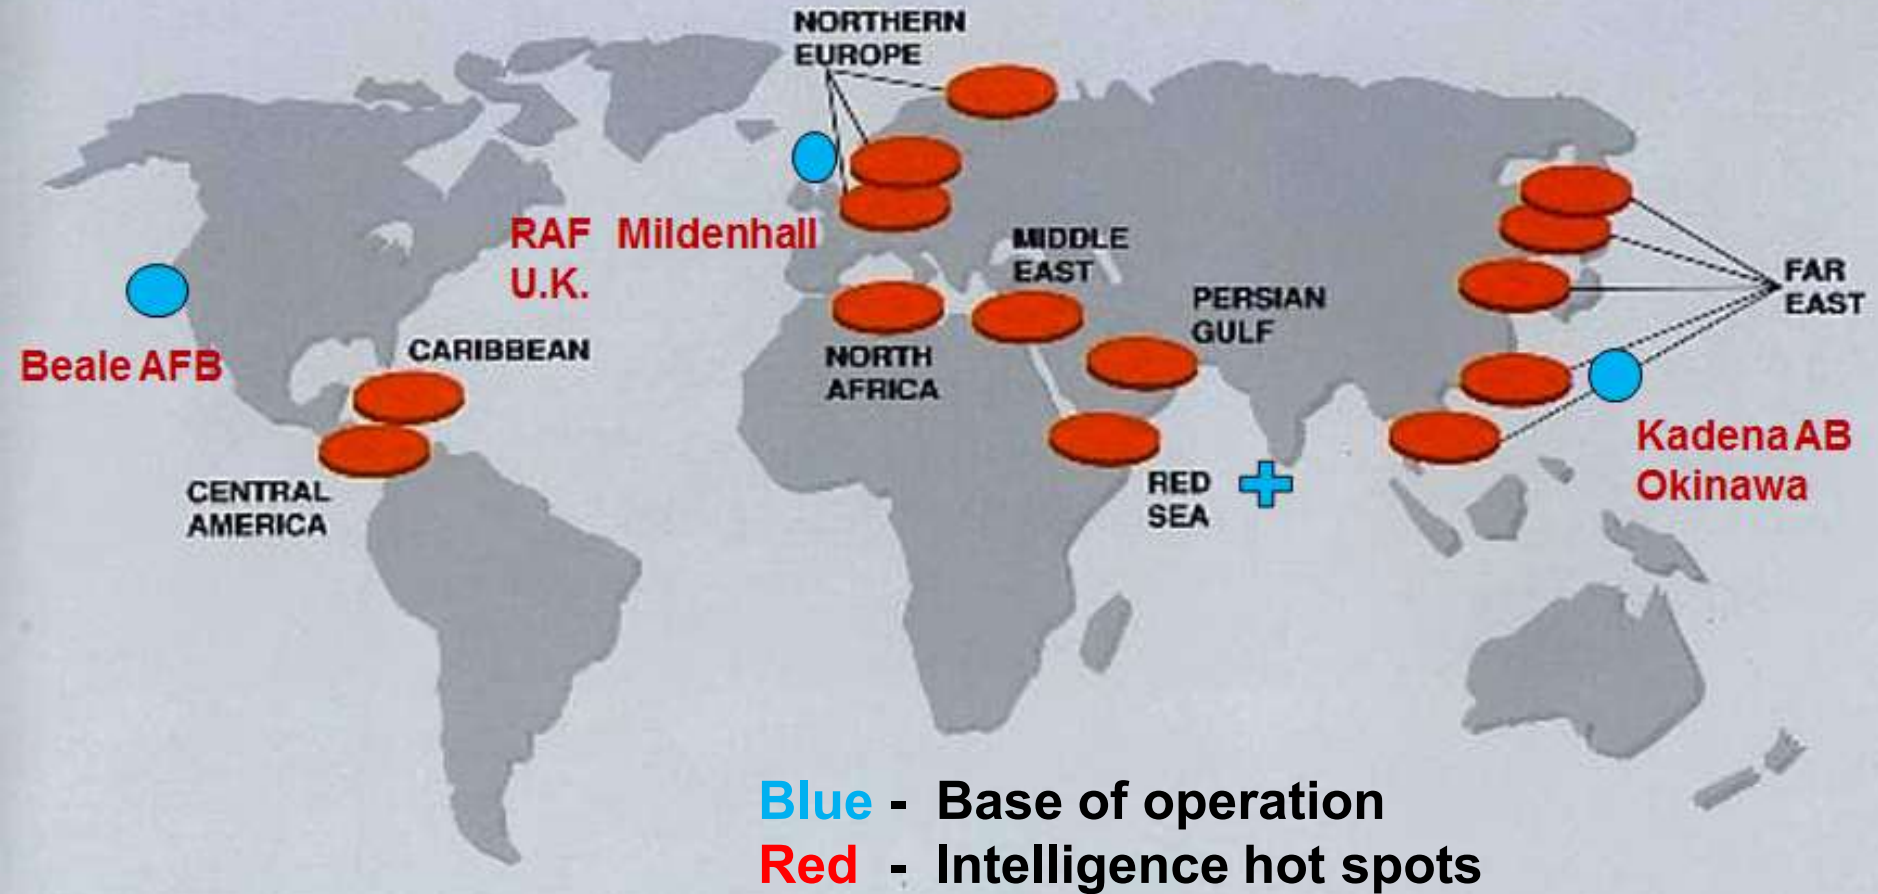 NORTHERN
EUROPE
RAF Mildenhall
U.K.
MIDDLE
EAST
PERSIAN
GULF
FAR
EAST
Beale AFB
CARIBBEAN
NORTH
AFRICA
Kadena AB
Okinawa
CENTRAL
AMERICA
RED
SEA
Blue - Base of operation
Red - Intelligence hot spots